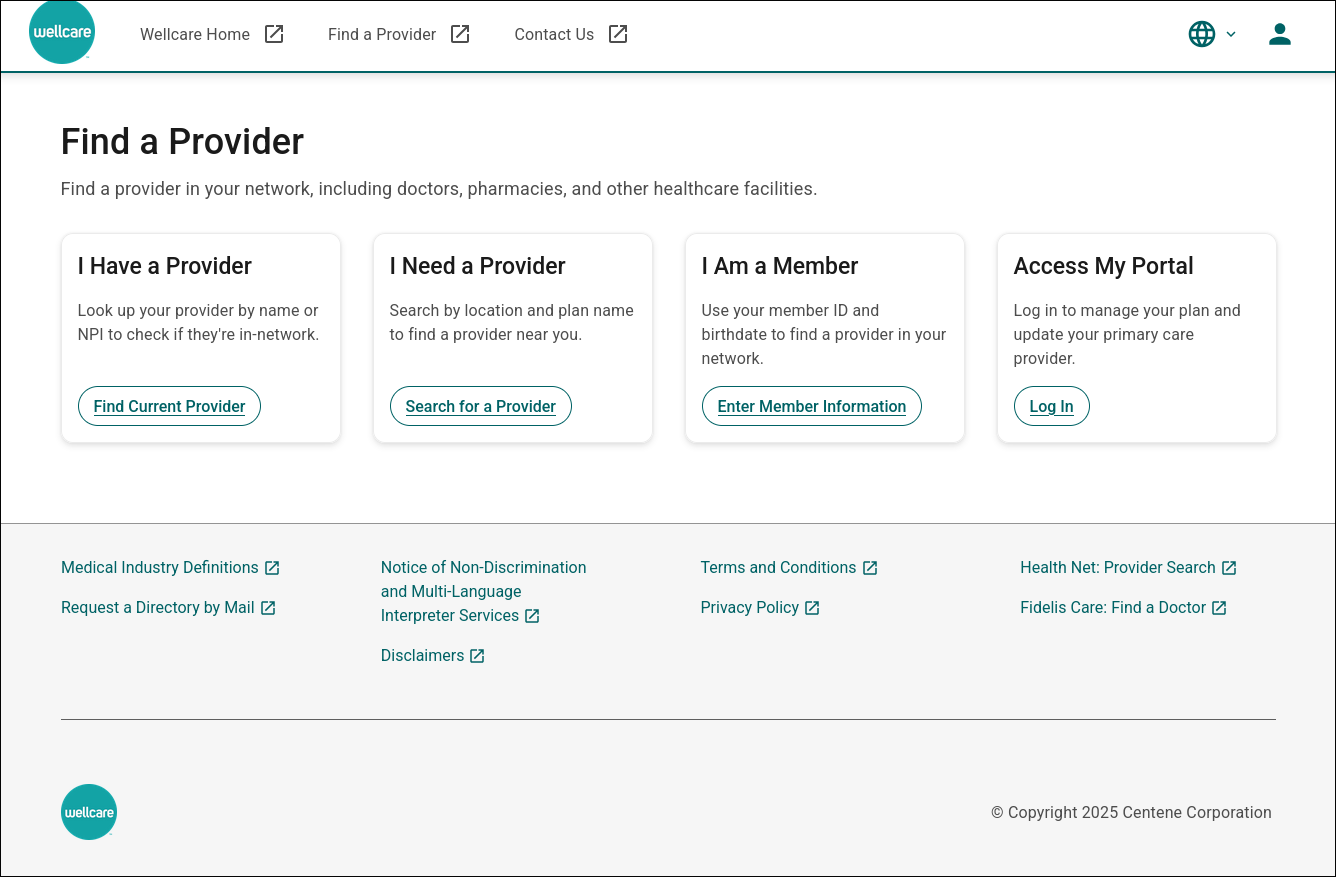 wellcare
Wellcare Home
Find a Provider
Contact Us
Find a Provider
Find a provider in your network, including doctors, pharmacies, and other healthcare facilities.
I Have a Provider
Look up your provider by name or
NPI to check if they're in-network.
Find Current Provider
I Need a Provider
Search by location and plan name
to find a provider near you.
Search for a Provider
I Am a Member
Use your member ID and
birthdate to find a provider in your
network.
Enter Member Information
Access My Portal
Log in to manage your plan and
update your primary care
provider.
Log In
Medical Industry Definitions
Request a Directory by Mail
Notice of Non-Discrimination
and Multi-Language
Interpreter Services
Disclaimers
Terms and Conditions
Privacy Policy
Health Net: Provider Search
Fidelis Care: Find a Doctor
wellcare
© Copyright 2025 Centene Corporation